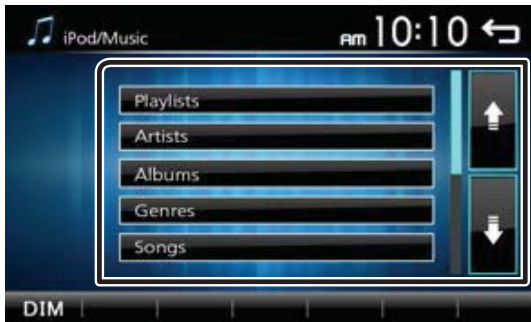 iPod/Music AM 10:10
Playlists
Artists
Albums
Genres
Songs
DIM